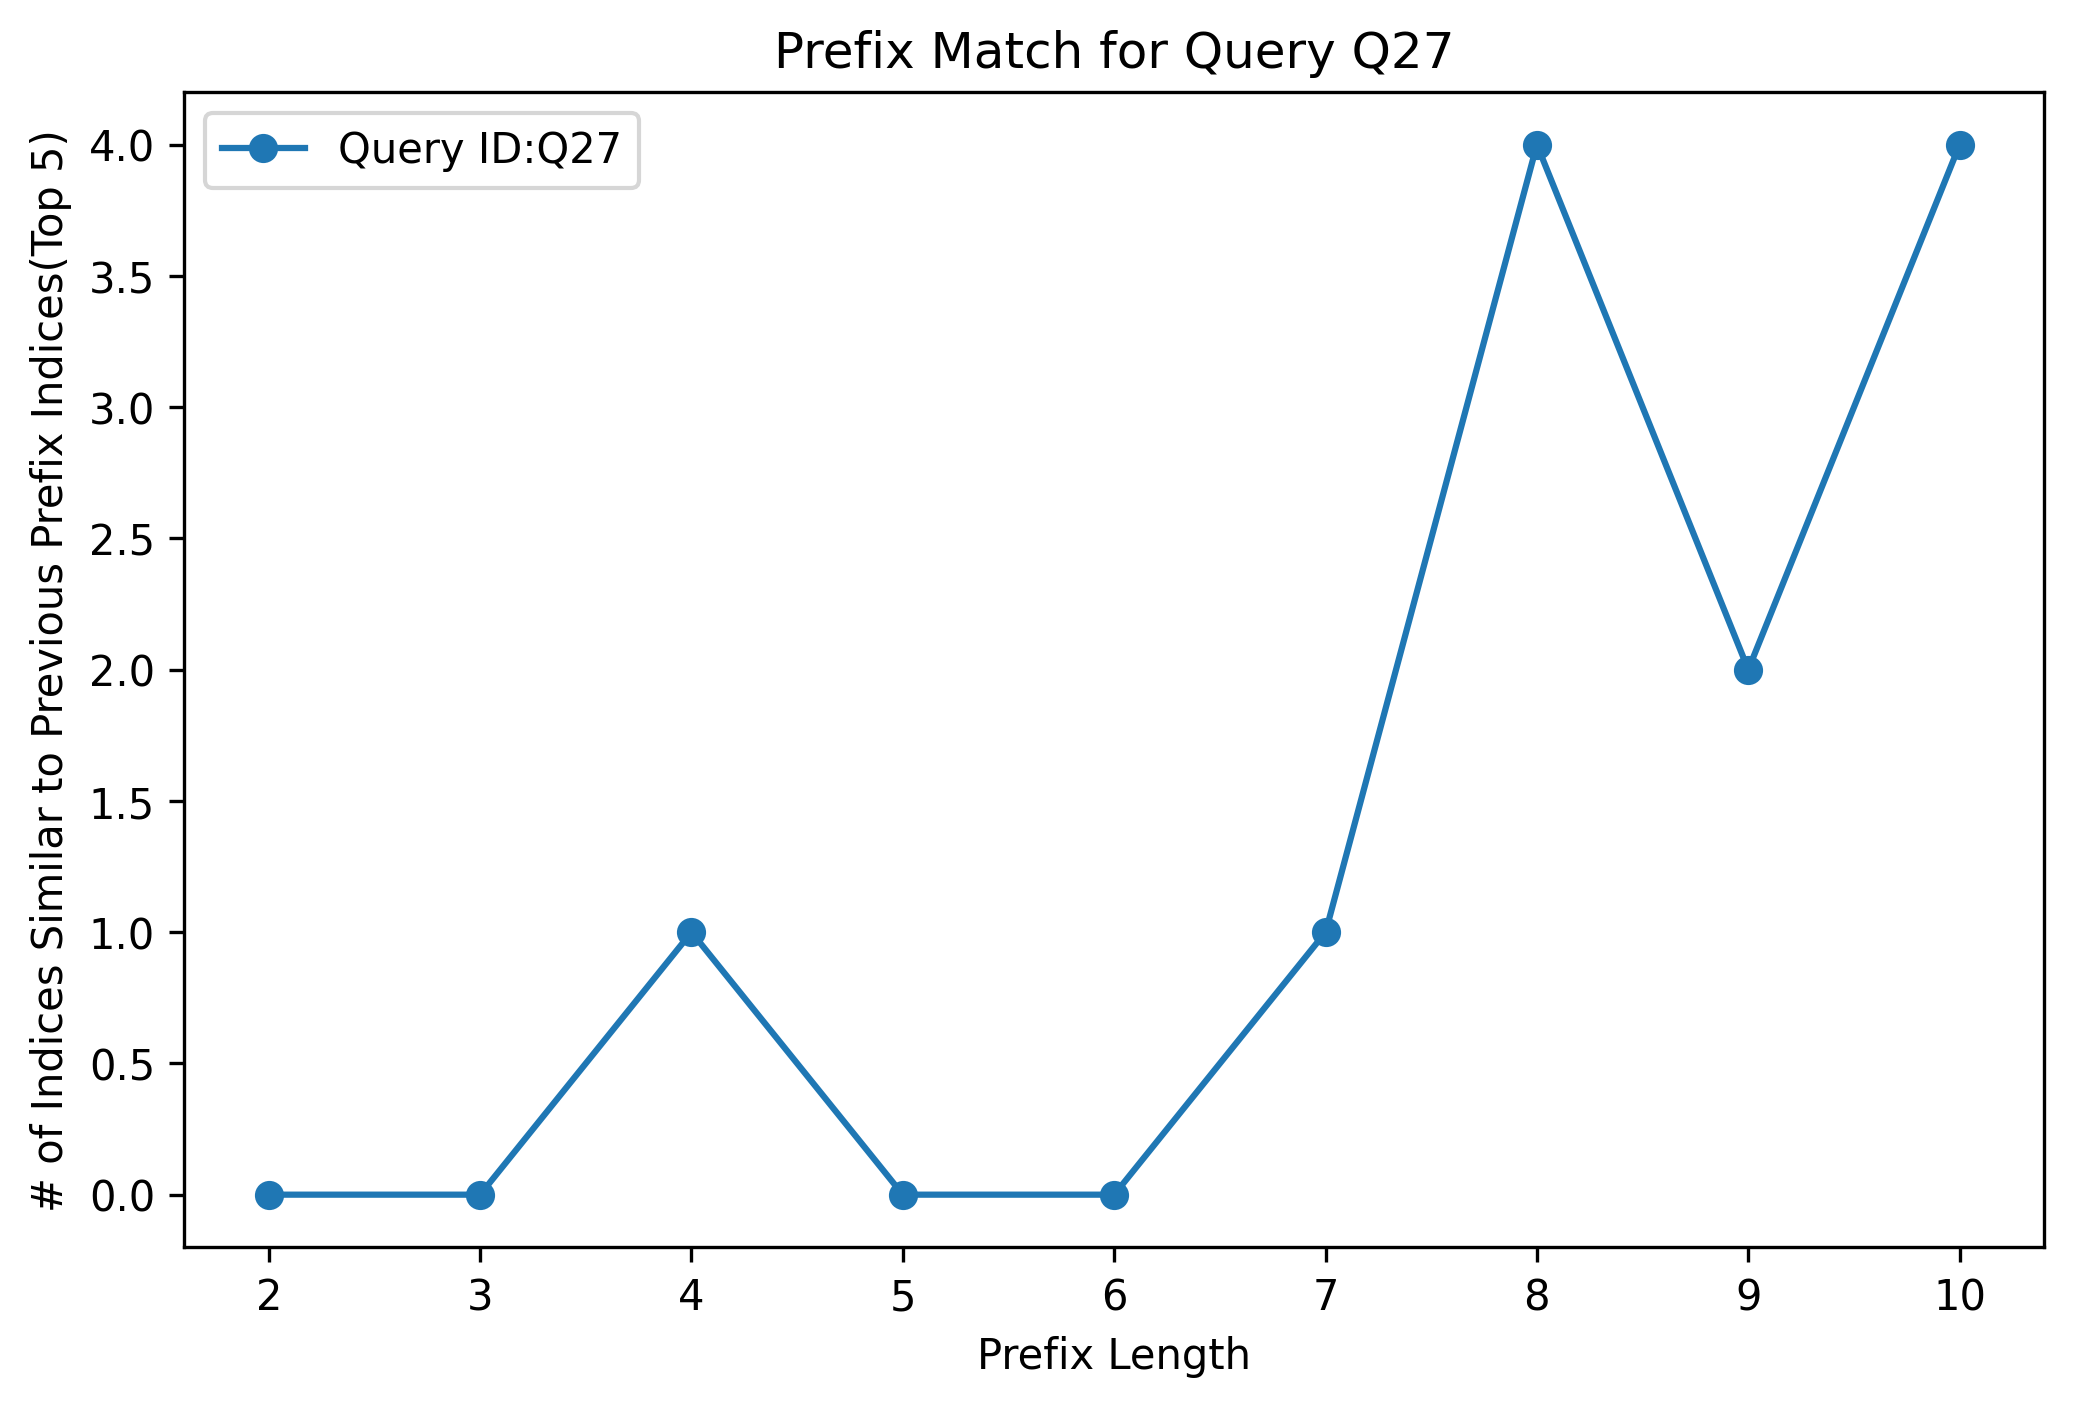 Prefix Match for Query Q27
Query ID:Q27
# of Indices Similar to Previous Prefix Indices(Top 5)
4.0
3.5
3.0
2.5
2.0
1.5
1.0
0.5
0.0
2 3 4 5 6 7 8 9 10
Prefix Length